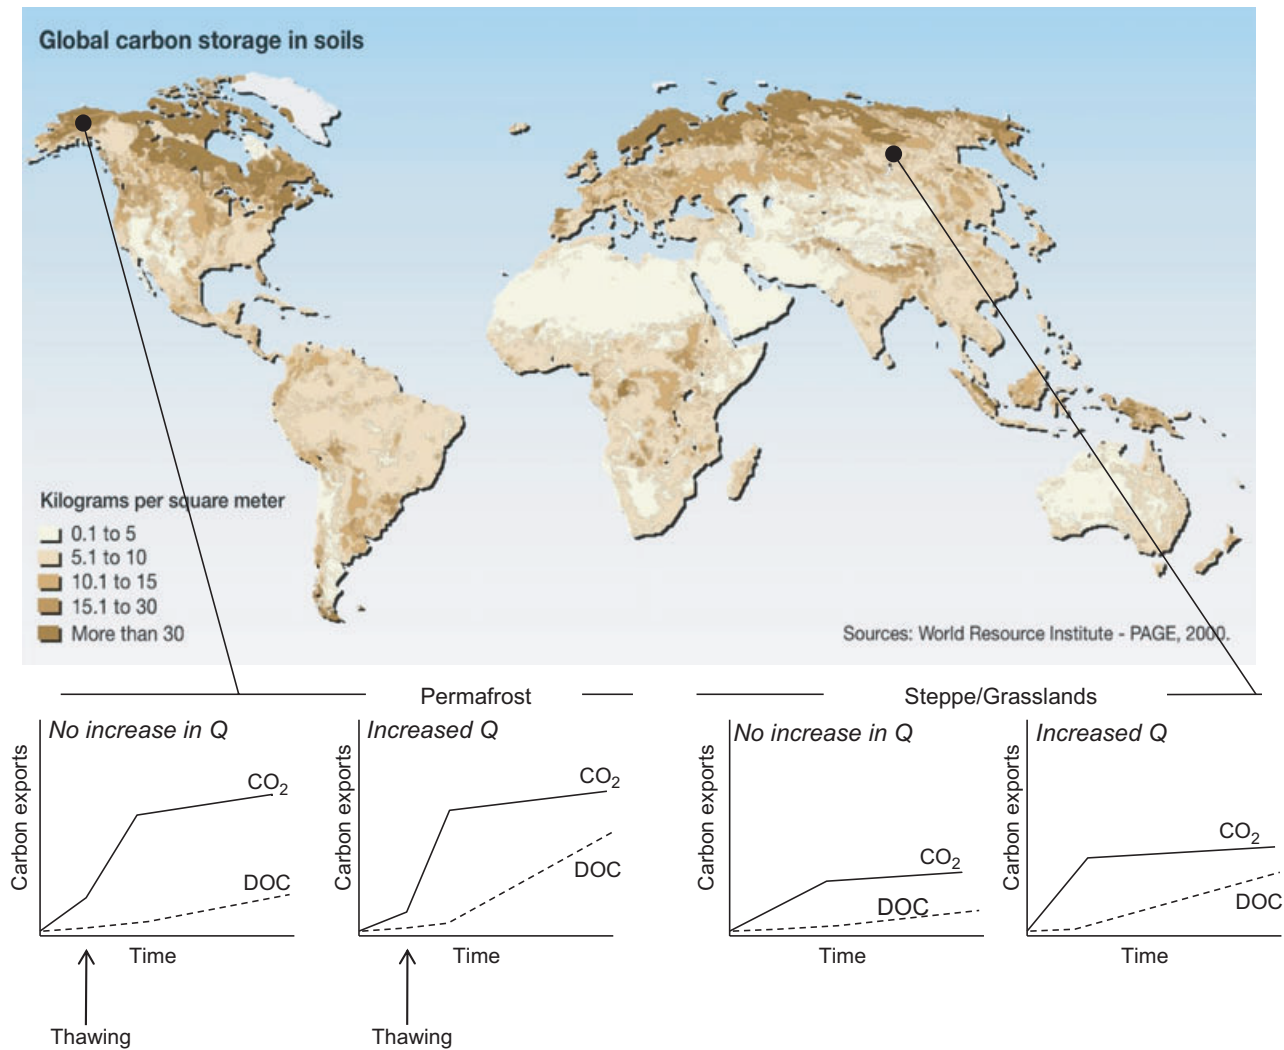 Global carbon storage in soils
Kilograms per square meter
0.1 to 5
5.1 to 10
10.1 to 15
15.1 to 30
More than 30
Sources: World Resource Institute - PAGE, 2000.
Permafrost
Steppe/Grasslands
No increase in Q
Carbon exports
CO2
DOC
Time
Thawing
Increased Q
Carbon exports
CO2
DOC
Time
Thawing
No increase in Q
Carbon exports
CO2
DOC
Time
Increased Q
Carbon exports
CO2
DOC
Time